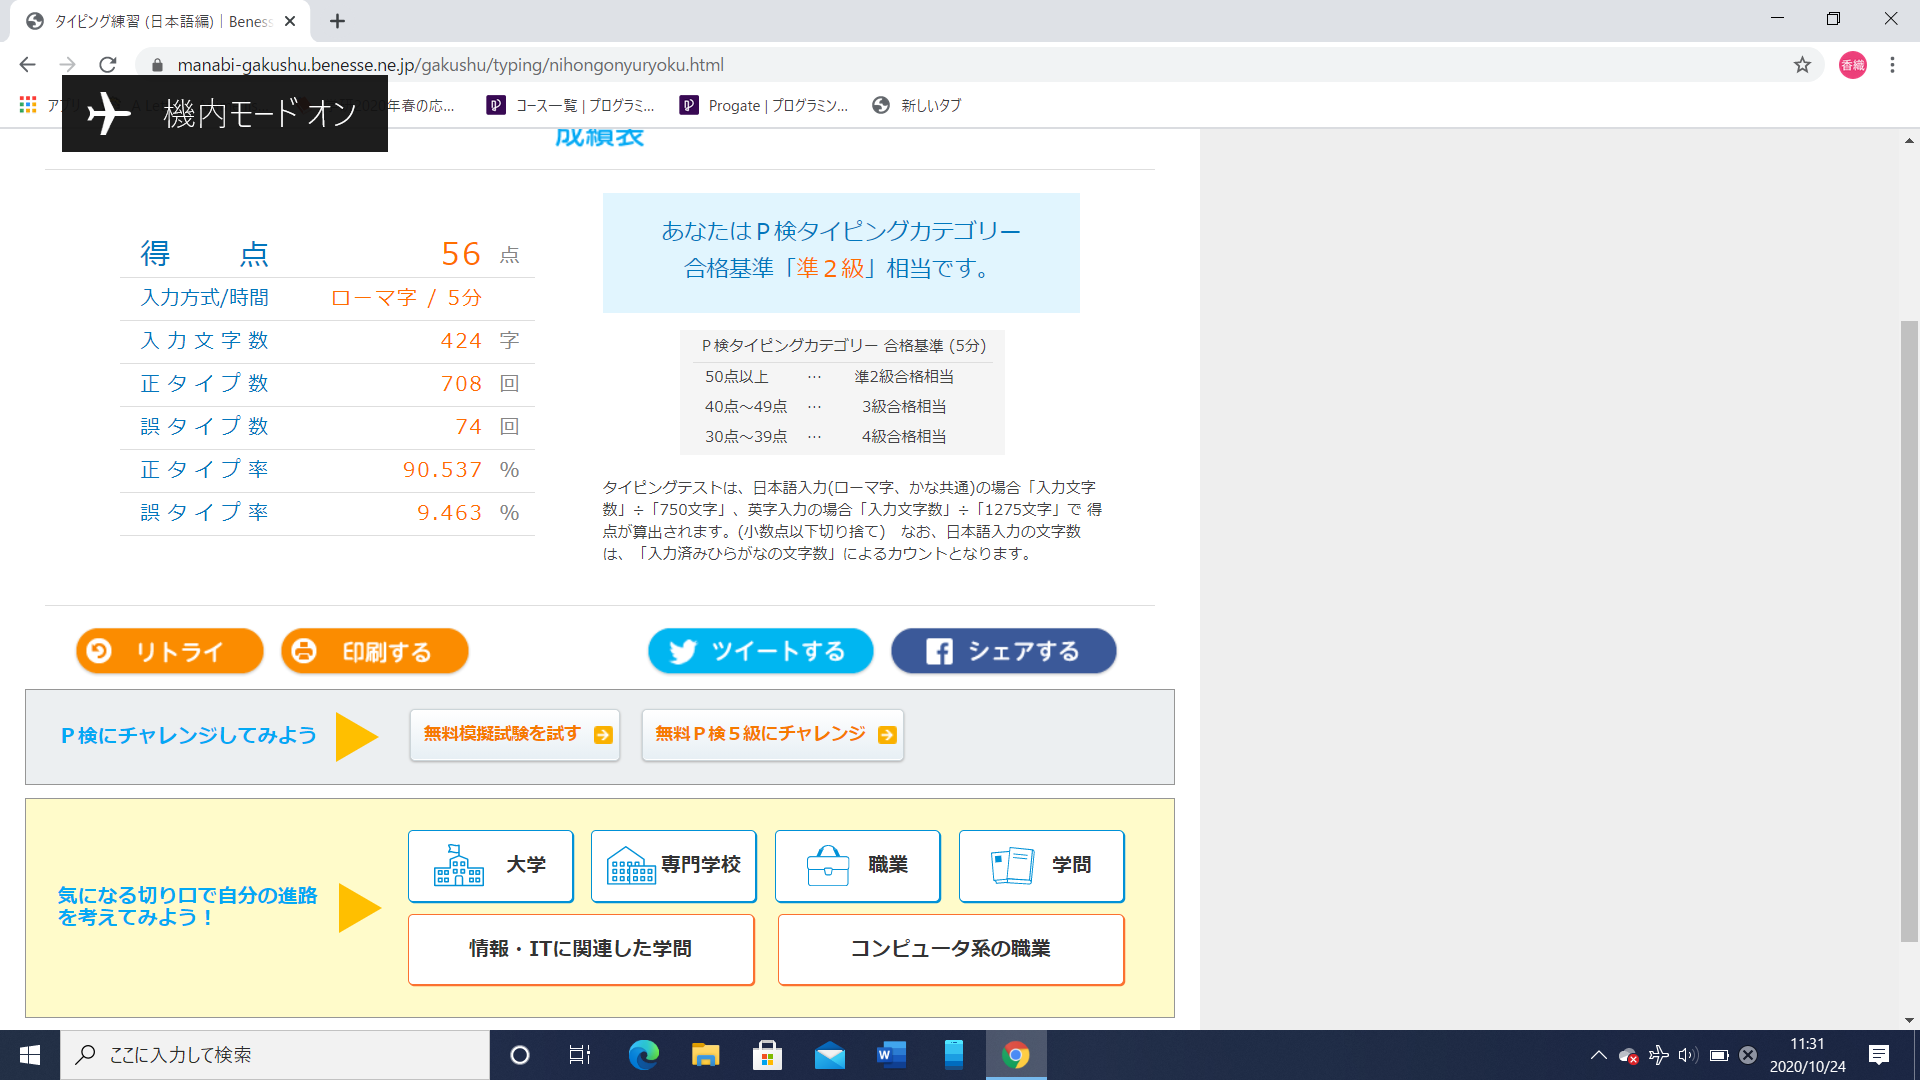 タイピング練習 (日本語編) | Beness
manabi-gakushu.benesse.ne.jp/gakushu/typing/nihongonyuryoku.html
香織
2020年春の応...
コース一覧 | プログラミ...
Progate | プログラミン...
新しいタブ
機内モード オン
成績表
得 点 56 点
入力方式/時間 ローマ字 / 5分
入力文字数 424 字
正タイプ数 708 回
誤タイプ数 74 回
正タイプ率 90.537 %
誤タイプ率 9.463 %
あなたはP検タイピングカテゴリー
合格基準「準2級」相当です。
P検タイピングカテゴリー 合格基準 (5分)
50点以上 … 準2級合格相当
40点～49点 … 3級合格相当
30点～39点 … 4級合格相当
タイピングテストは、日本語入力(ローマ字、かな共通)の場合「入力文字
数」÷「750文字」、英字入力の場合「入力文字数」÷「1275文字」で 得
点が算出されます。(小数点以下切り捨て) なお、日本語入力の文字数
は、「入力済みひらがなの文字数」によるカウントとなります。
リトライ
印刷する
ツイートする
シェアする
P検にチャレンジしてみよう
無料模擬試験を試す
無料P検5級にチャレンジ
気になる切り口で自分の進路
を考えてみよう！
大学
専門学校
職業
学問
情報・ITに関連した学問
コンピュータ系の職業
ここに入力して検索
11:31
2020/10/24